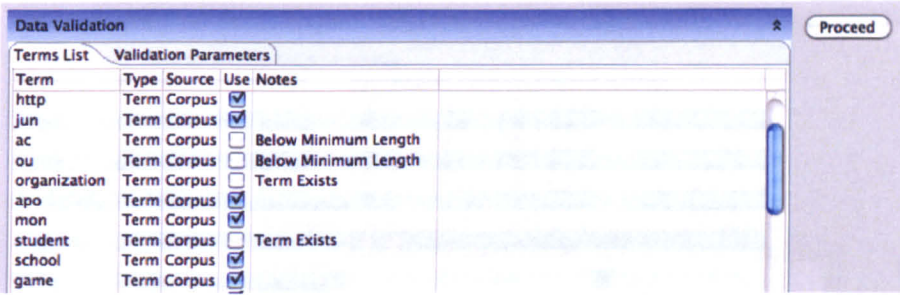 Data Validation
Proceed
Terms List Validation Parameters
Term Type Source Use Notes
http Term Corpus
jun Term Corpus
ac Term Corpus Below Minimum Length
ou Term Corpus Below Minimum Length
organization Term Corpus Term Exists
apo Term Corpus
mon Term Corpus
student Term Corpus Term Exists
school Term Corpus
game Term Corpus